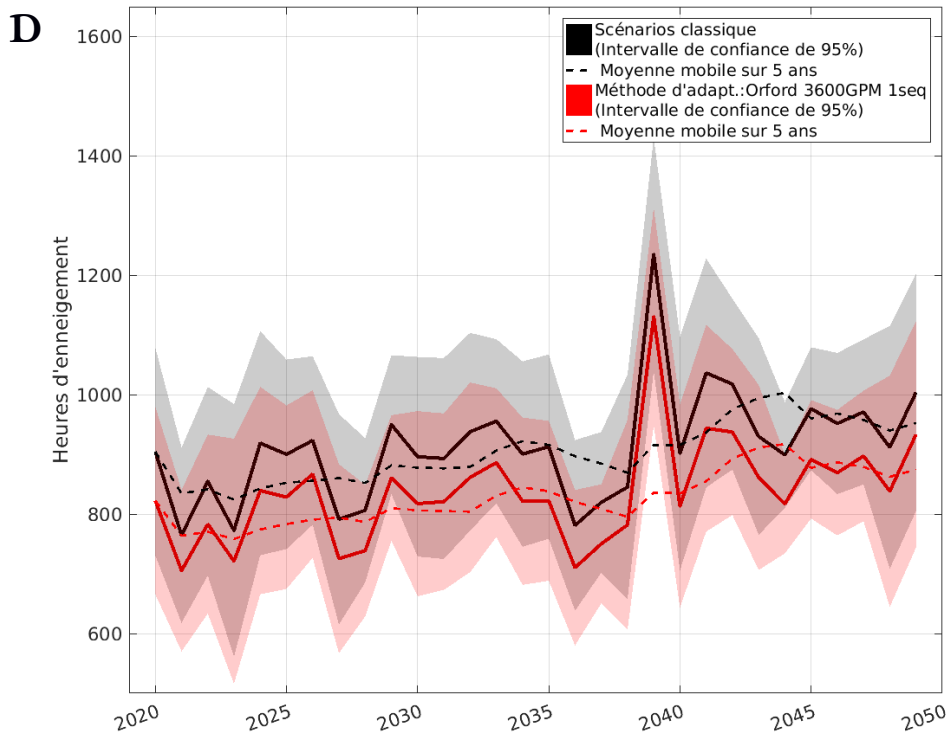 D
1600
1400
1200
1000
800
600
Heures d'enneigement
Scénarios classique
(Intervalle de confiance de 95%)
Moyenne mobile sur 5 ans
Méthode d'adapt.:Orford 3600GPM 1seq
(Intervalle de confiance de 95%)
Moyenne mobile sur 5 ans
2020
2025
2030
2035
2040
2045
2050